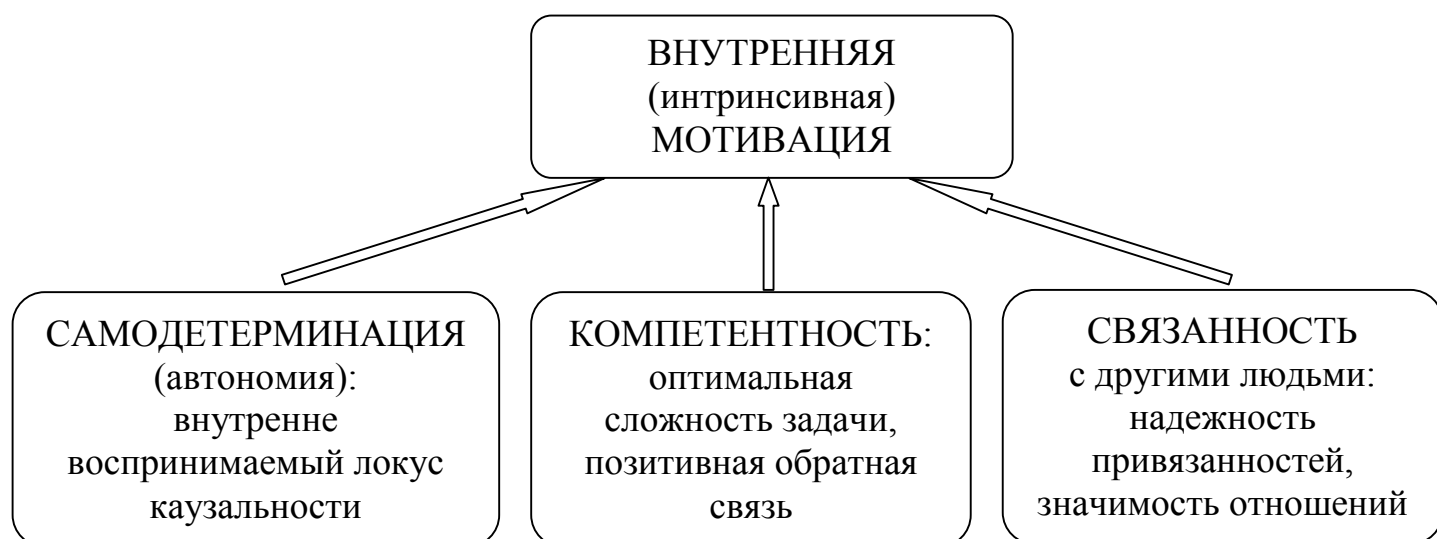 ВНУТРЕННЯЯ
(интринсивная)
МОТИВАЦИЯ
САМОДЕТЕРМИНАЦИЯ
(автономия):
внутренне
воспринимаемый локус
каузальности
КОМПЕТЕНТНОСТЬ:
оптимальная
сложность задачи,
позитивная обратная
связь
СВЯЗАННОСТЬ
с другими людьми:
надежность
привязанностей,
значимость отношений